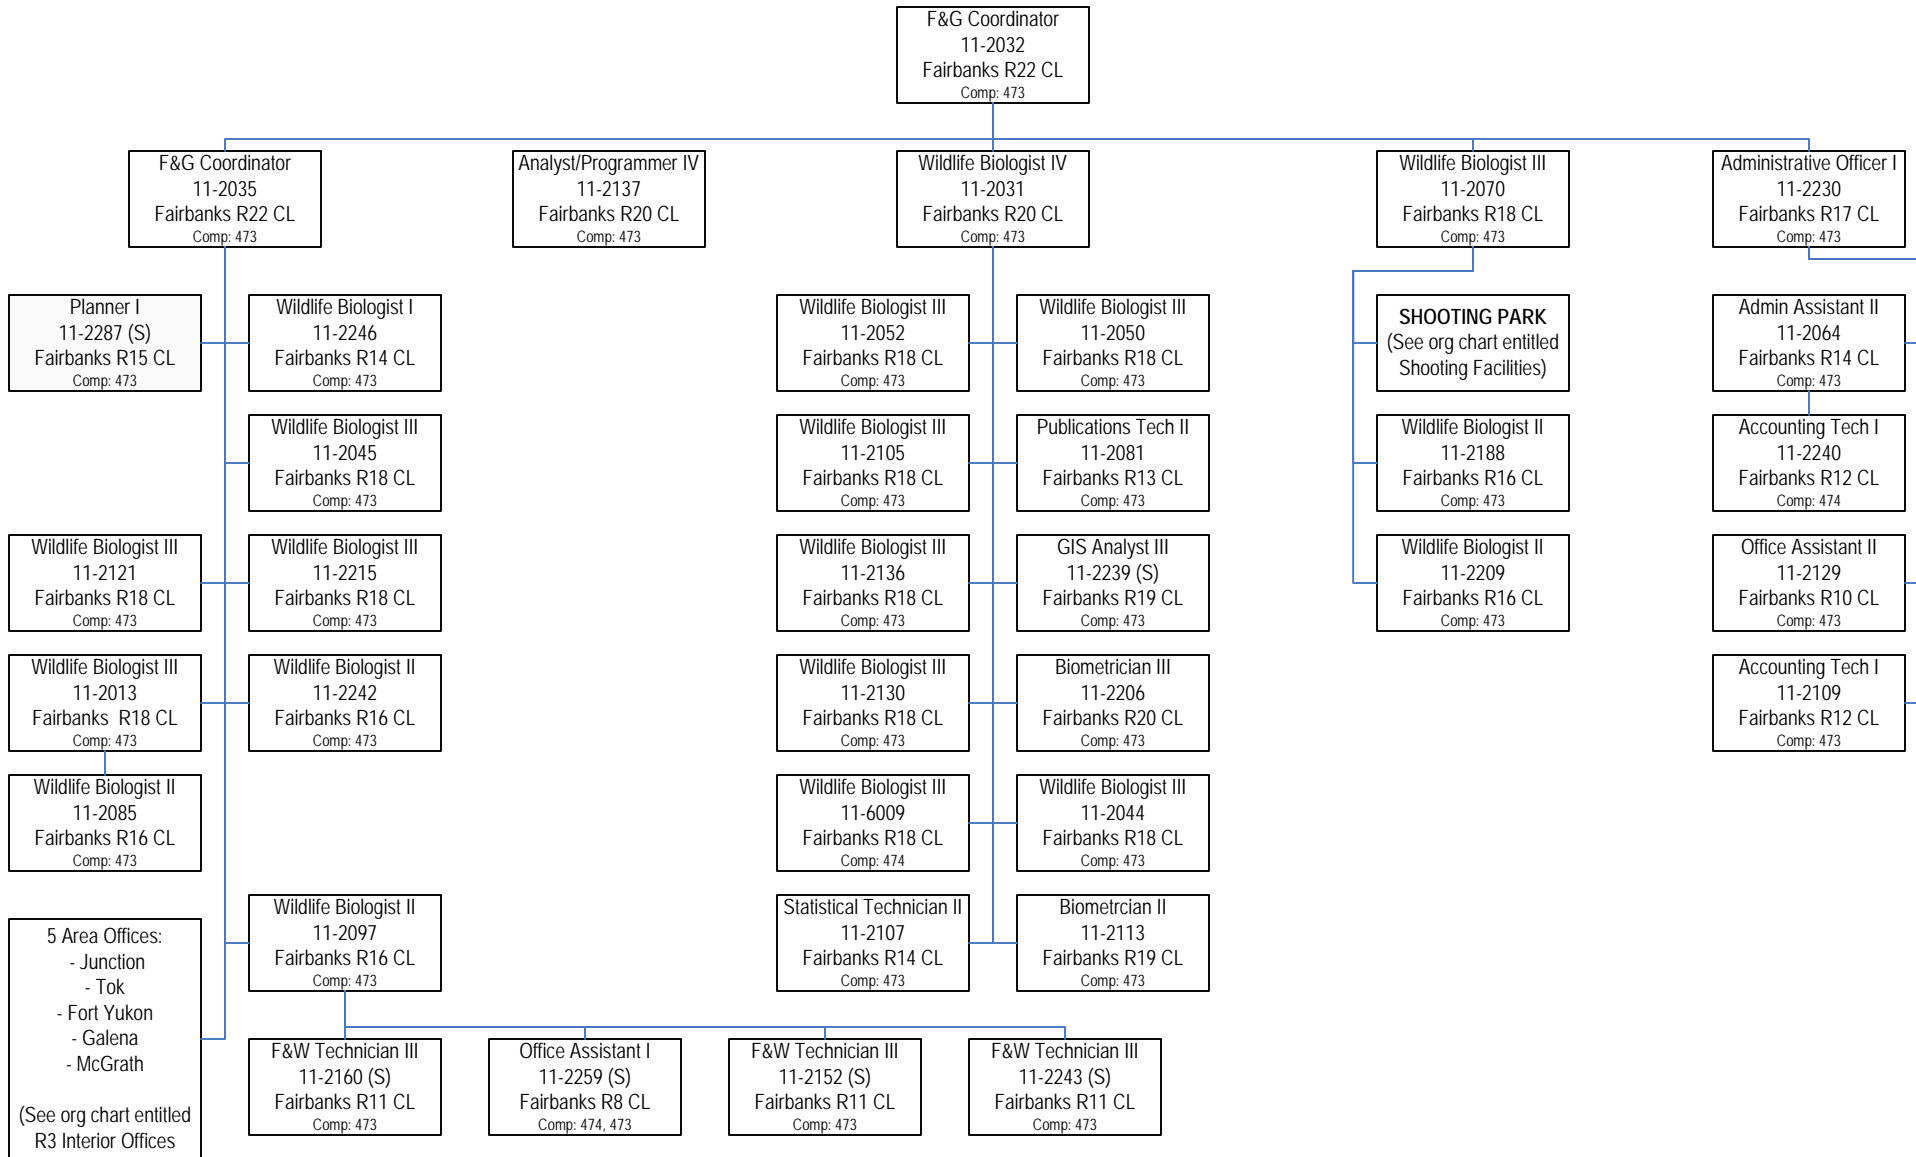 F&G Coordinator
11-2032
Fairbanks R22 CL
Comp: 473
F&G Coordinator
11-2035
Fairbanks R22 CL
Comp: 473
Analyst/Programmer IV
11-2137
Fairbanks R20 CL
Comp: 473
Wildlife Biologist IV
11-2031
Fairbanks R20 CL
Comp: 473
Wildlife Biologist III
11-2070
Fairbanks R18 CL
Comp: 473
Administrative Officer I
11-2230
Fairbanks R17 CL
Comp: 473
Planner I
11-2287 (S)
Fairbanks R15 CL
Comp: 473
Wildlife Biologist I
11-2246
Fairbanks R14 CL
Comp: 473
Wildlife Biologist III
11-2052
Fairbanks R18 CL
Comp: 473
Wildlife Biologist III
11-2050
Fairbanks R18 CL
Comp: 473
SHOOTING PARK
(See org chart entitled
Shooting Facilities)
Admin Assistant II
11-2064
Fairbanks R14 CL
Comp: 473
Wildlife Biologist III
11-2045
Fairbanks R18 CL
Comp: 473
Wildlife Biologist III
11-2105
Fairbanks R18 CL
Comp: 473
Publications Tech II
11-2081
Fairbanks R13 CL
Comp: 473
Wildlife Biologist II
11-2188
Fairbanks R16 CL
Comp: 473
Accounting Tech I
11-2240
Fairbanks R12 CL
Comp: 474
Wildlife Biologist III
11-2121
Fairbanks R18 CL
Comp: 473
Wildlife Biologist III
11-2215
Fairbanks R18 CL
Comp: 473
Wildlife Biologist III
11-2136
Fairbanks R18 CL
Comp: 473
GIS Analyst III
11-2239 (S)
Fairbanks R19 CL
Comp: 473
Wildlife Biologist II
11-2209
Fairbanks R16 CL
Comp: 473
Office Assistant II
11-2129
Fairbanks R10 CL
Comp: 473
Wildlife Biologist III
11-2013
Fairbanks R18 CL
Comp: 473
Wildlife Biologist II
11-2242
Fairbanks R16 CL
Comp: 473
Wildlife Biologist III
11-2130
Fairbanks R18 CL
Comp: 473
Biometrician III
11-2206
Fairbanks R20 CL
Comp: 473
Accounting Tech I
11-2109
Fairbanks R12 CL
Comp: 473
Wildlife Biologist II
11-2085
Fairbanks R16 CL
Comp: 473
Wildlife Biologist III
11-6009
Fairbanks R18 CL
Comp: 474
Wildlife Biologist III
11-2044
Fairbanks R18 CL
Comp: 473
5 Area Offices:
- Junction
- Tok
- Fort Yukon
- Galena
- McGrath
(See org chart entitled
R3 Interior Offices
Wildlife Biologist II
11-2097
Fairbanks R16 CL
Comp: 473
Statistical Technician II
11-2107
Fairbanks R14 CL
Comp: 473
Biometrcian II
11-2113
Fairbanks R19 CL
Comp: 473
F&W Technician III
11-2160 (S)
Fairbanks R11 CL
Comp: 473
Office Assistant I
11-2259 (S)
Fairbanks R8 CL
Comp: 474, 473
F&W Technician III
11-2152 (S)
Fairbanks R11 CL
Comp: 473
F&W Technician III
11-2243 (S)
Fairbanks R11 CL
Comp: 473